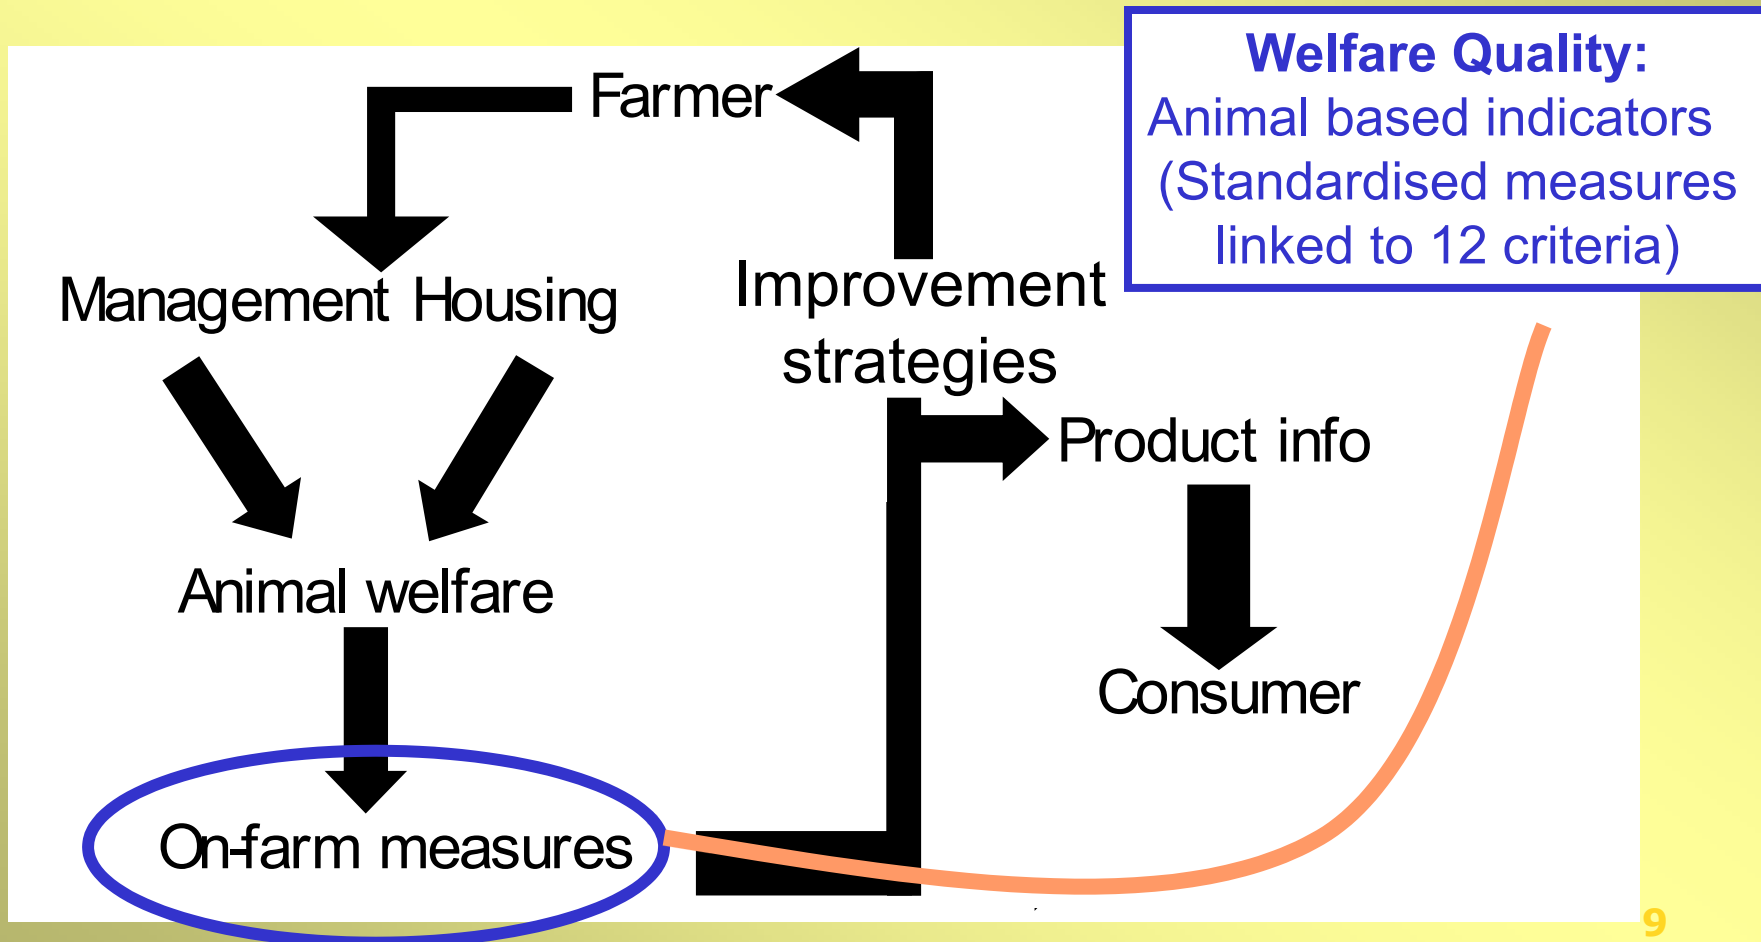 Welfare Quality:
Animal based indicators
(Standardised measures
linked to 12 criteria)
Farmer
Management Housing
Improvement
strategies
Product info
Animal welfare
Consumer
On-farm measures
9